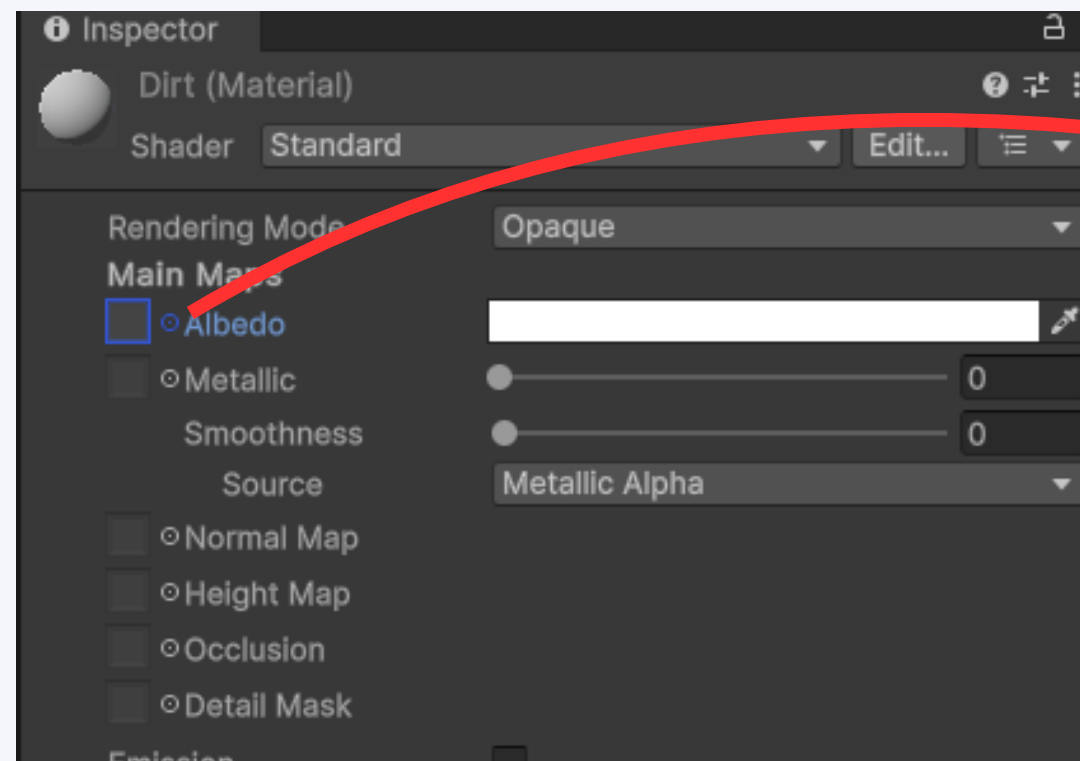 Inspector
Dirt (Material)
Shader Standard Edit...
Rendering Mode Opaque
Main Maps
Albedo
Metallic 0
Smoothness 0
Source Metallic Alpha
Normal Map
Height Map
Occlusion
Detail Mask
Emission